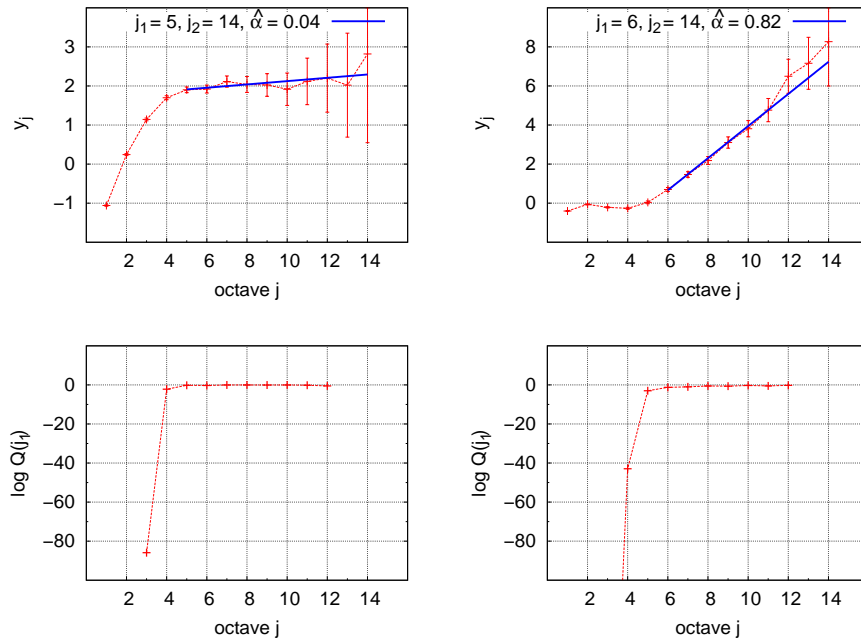 j1 = 5, j2 = 14, α̂ = 0.04
3
2
1
0
−1
yj
2 4 6 8 10 12 14
octave j
j1 = 6, j2 = 14, α̂ = 0.82
8
6
4
2
0
yj
2 4 6 8 10 12 14
octave j
0
−20
−40
−60
−80
log Q(j1)
2 4 6 8 10 12 14
octave j
0
−20
−40
−60
−80
log Q(j1)
2 4 6 8 10 12 14
octave j